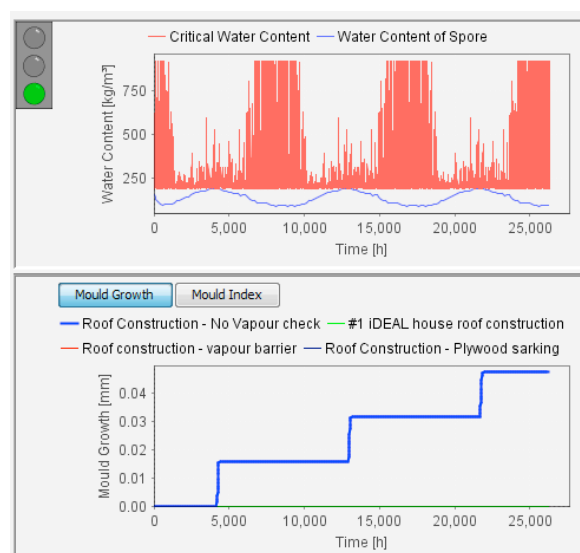 Critical Water Content Water Content of Spore
Water Content [kg/m³]
750
500
250
0 5,000 10,000 15,000 20,000 25,000
Time [h]
Mould Growth Mould Index
Roof Construction - No Vapour check #1 iDEAL house roof construction
Roof construction - vapour barrier Roof Construction - Plywood sarking
Mould Growth [mm]
0.04
0.03
0.02
0.01
0.00
0 5,000 10,000 15,000 20,000 25,000
Time [h]